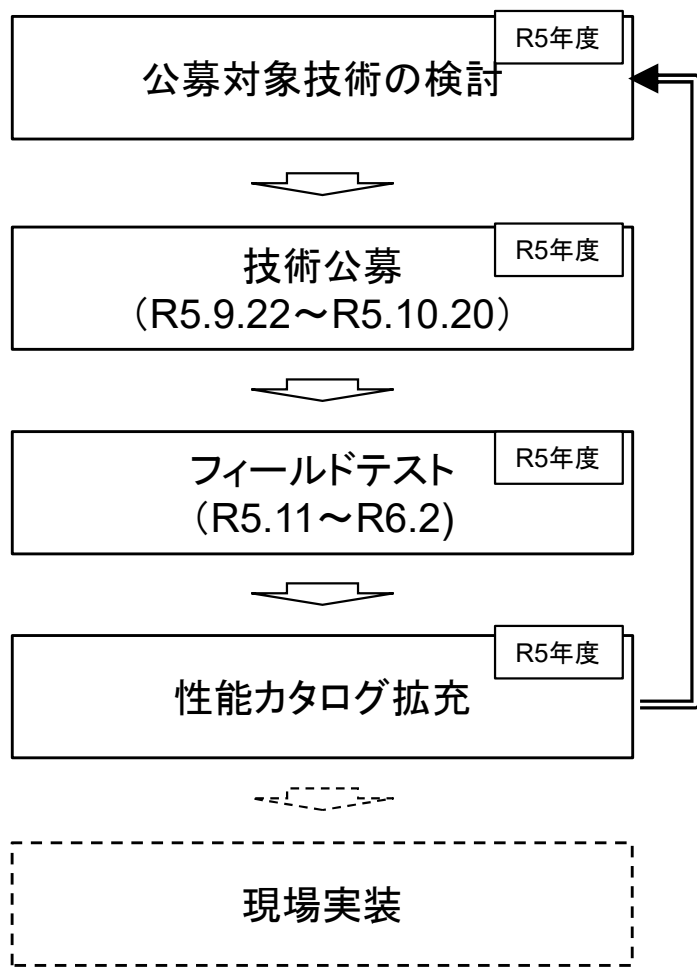 R5年度
公募対象技術の検討
R5年度
技術公募
（R5.9.22～R5.10.20）
R5年度
フィールドテスト
（R5.11～R6.2)
R5年度
性能カタログ拡充
現場実装